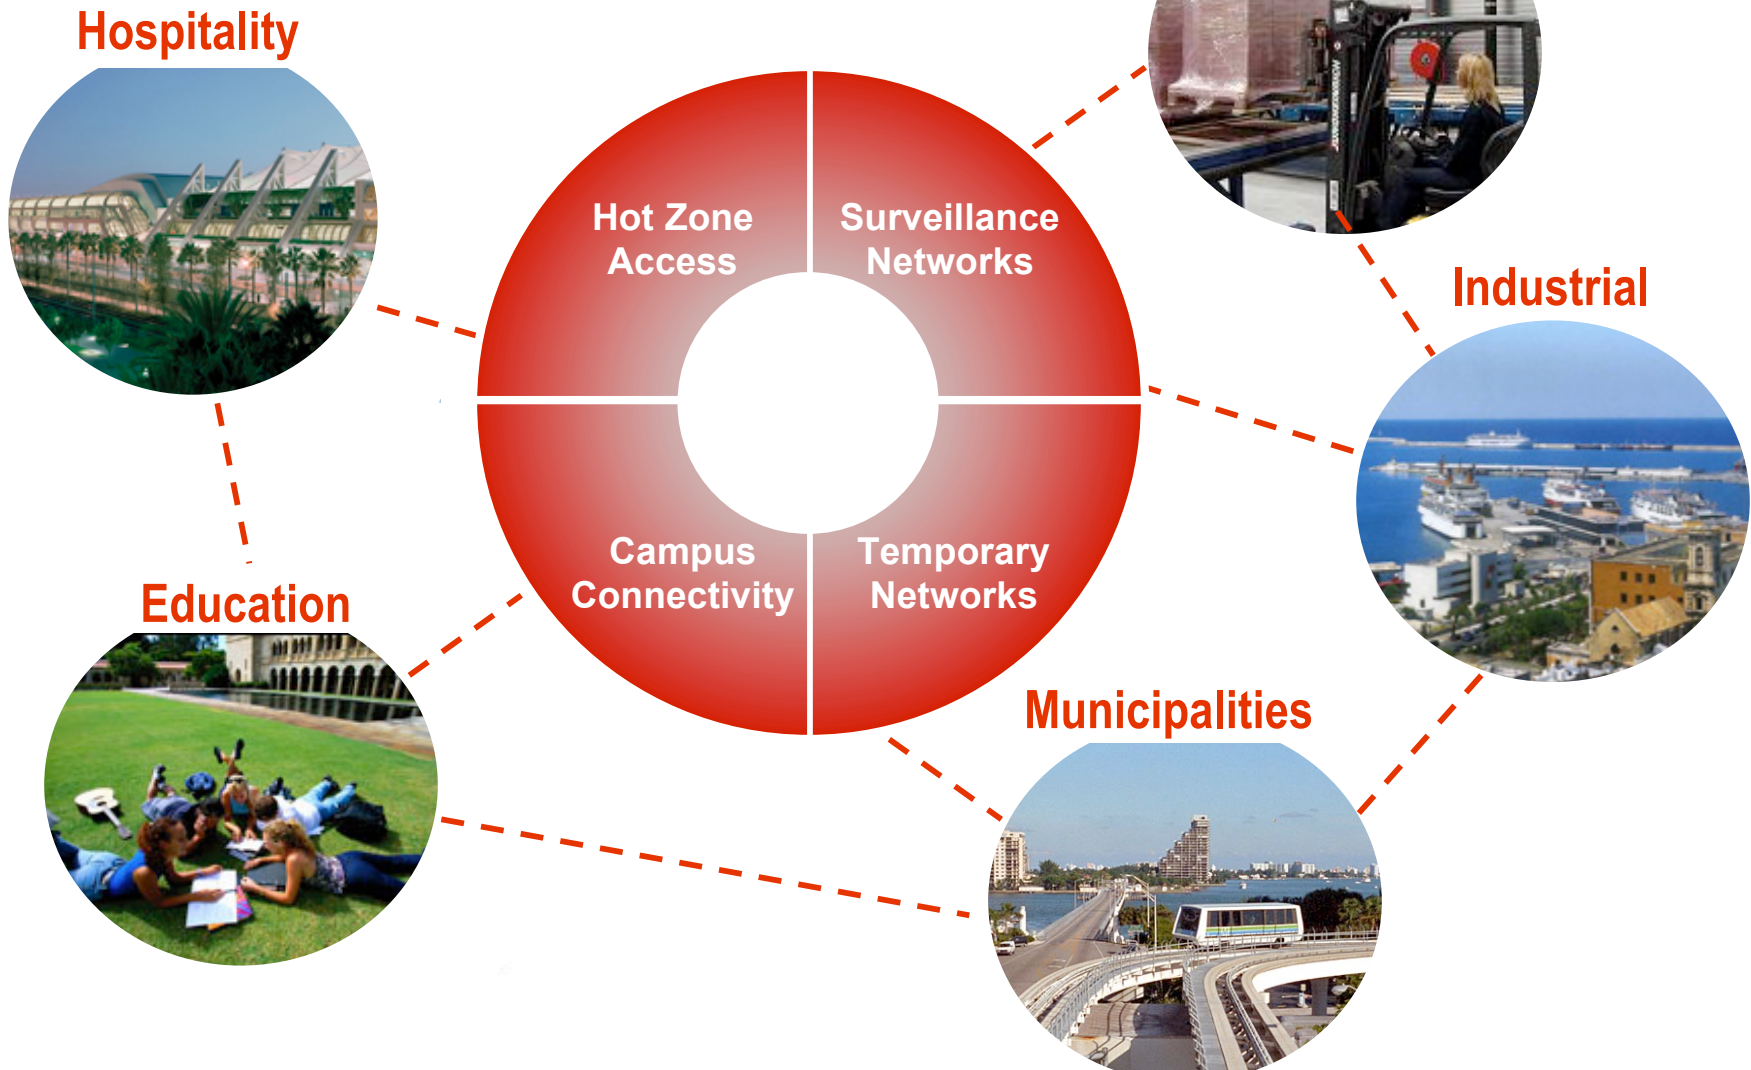 Hospitality
Hot Zone
Access
Surveillance
Networks
Industrial
Campus
Connectivity
Temporary
Networks
Education
Municipalities